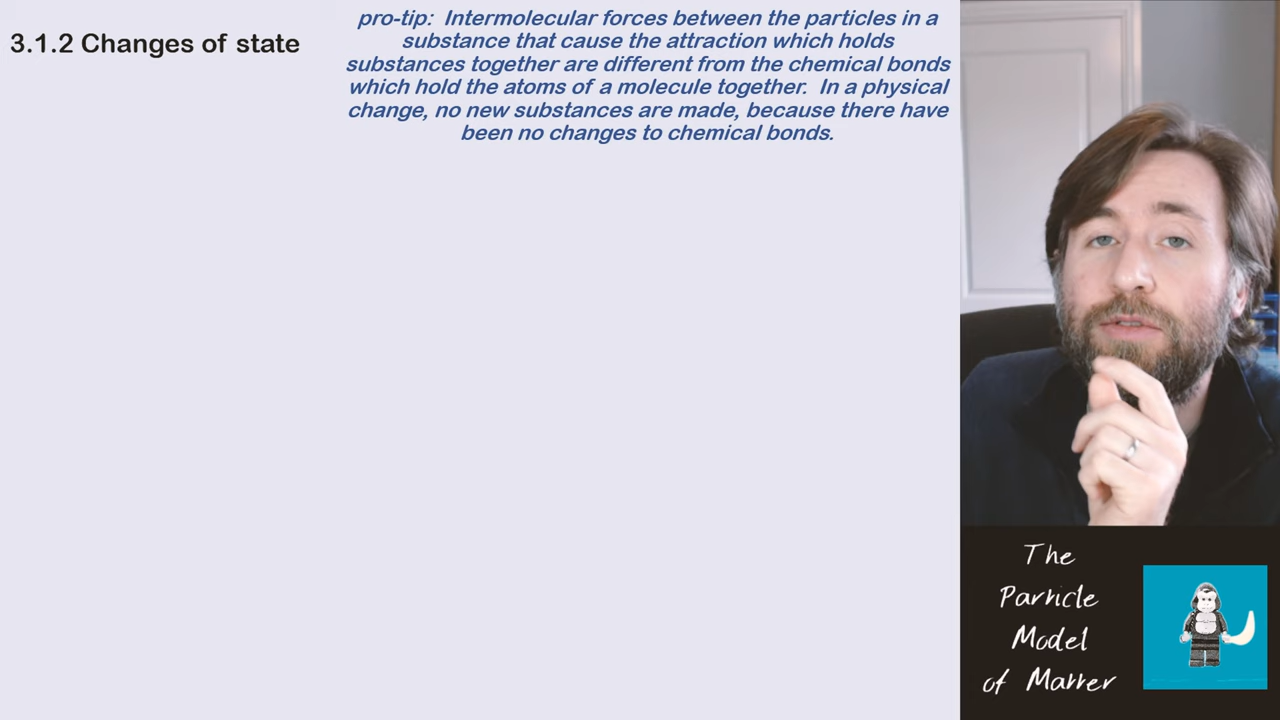 3.1.2 Changes of state
pro-tip: Intermolecular forces between the particles in a
substance that cause the attraction which holds
substances together are different from the chemical bonds
which hold the atoms of a molecule together. In a physical
change, no new substances are made, because there have
been no changes to chemical bonds.
The
Particle
Model
of Matter